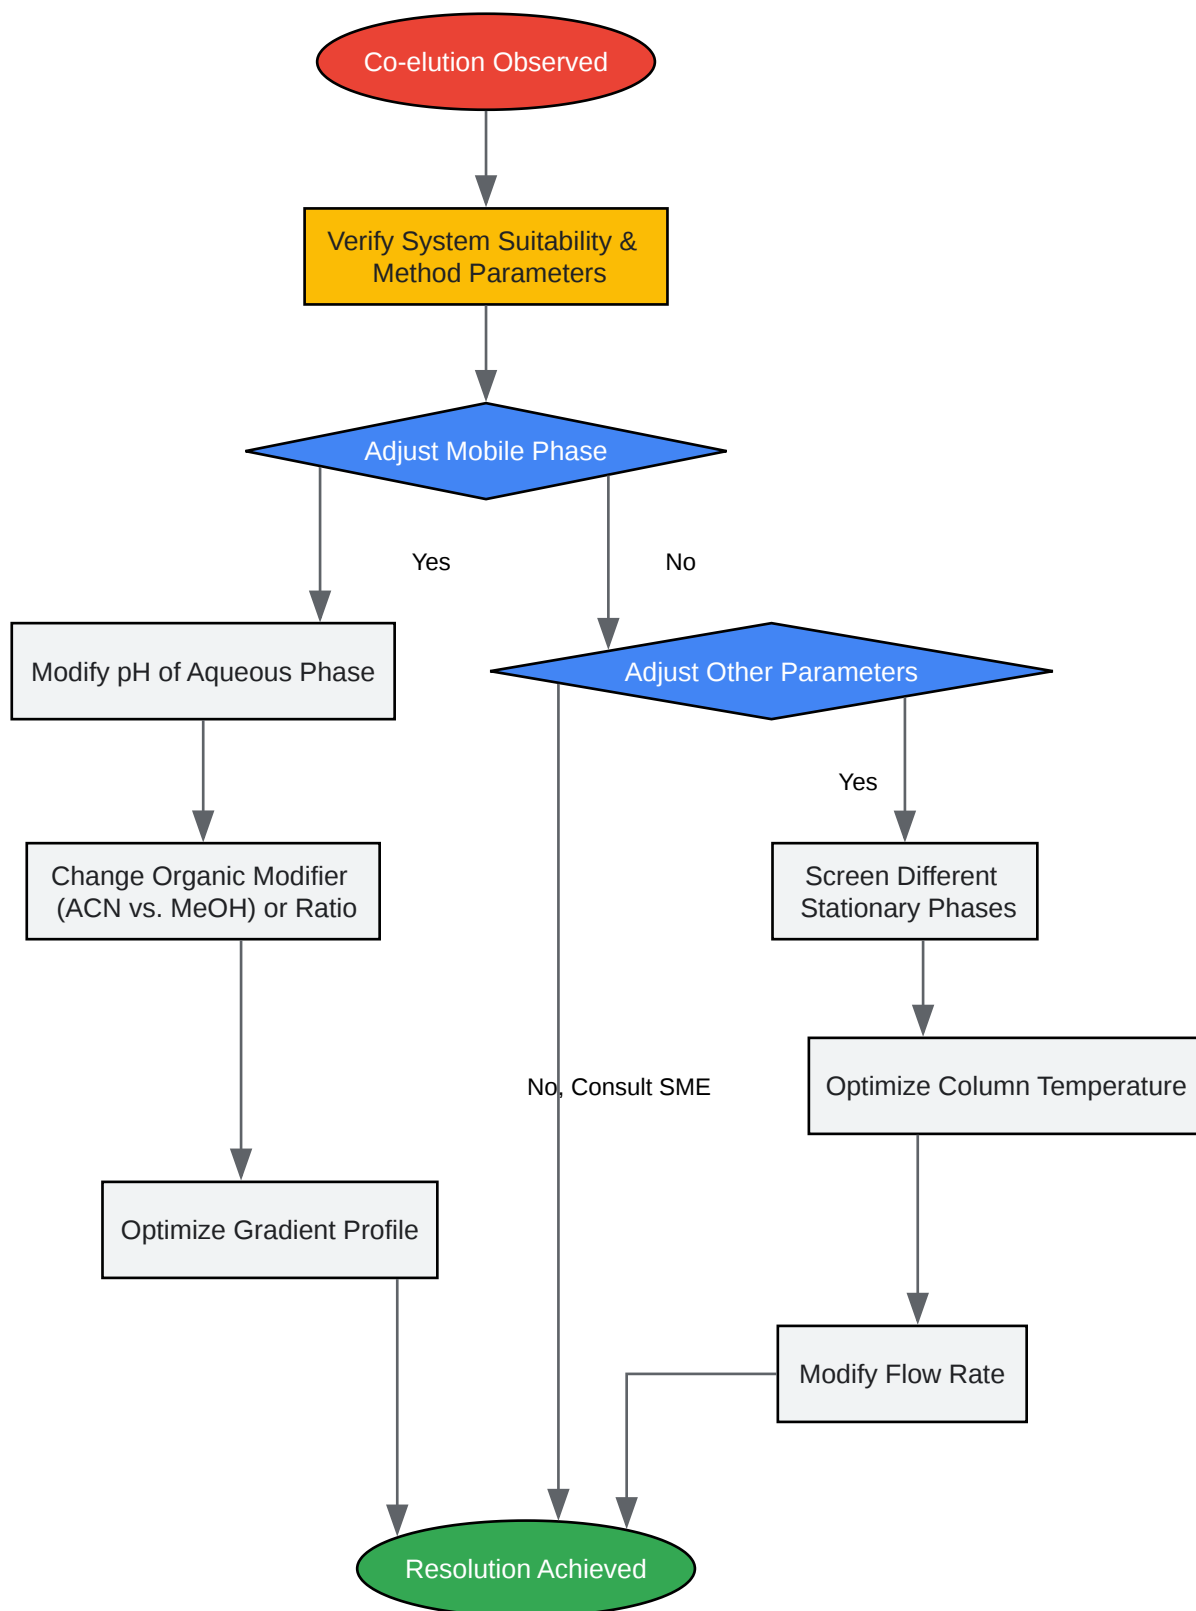 Co-elution Observed
Verify System Suitability &
Method Parameters
Adjust Mobile Phase
Yes
No
Modify pH of Aqueous Phase
Adjust Other Parameters
Yes
Change Organic Modifier
(ACN vs. MeOH) or Ratio
Screen Different
Stationary Phases
No, Consult SME
Optimize Column Temperature
Optimize Gradient Profile
Modify Flow Rate
Resolution Achieved